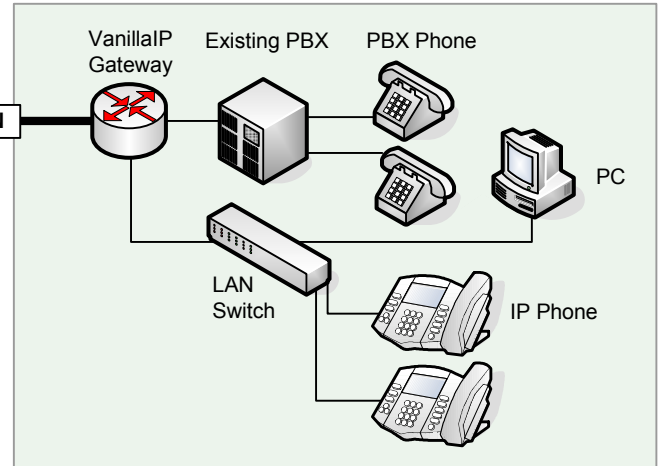 VanillaIP
Gateway
Existing PBX
PBX Phone
PC
LAN
Switch
IP Phone